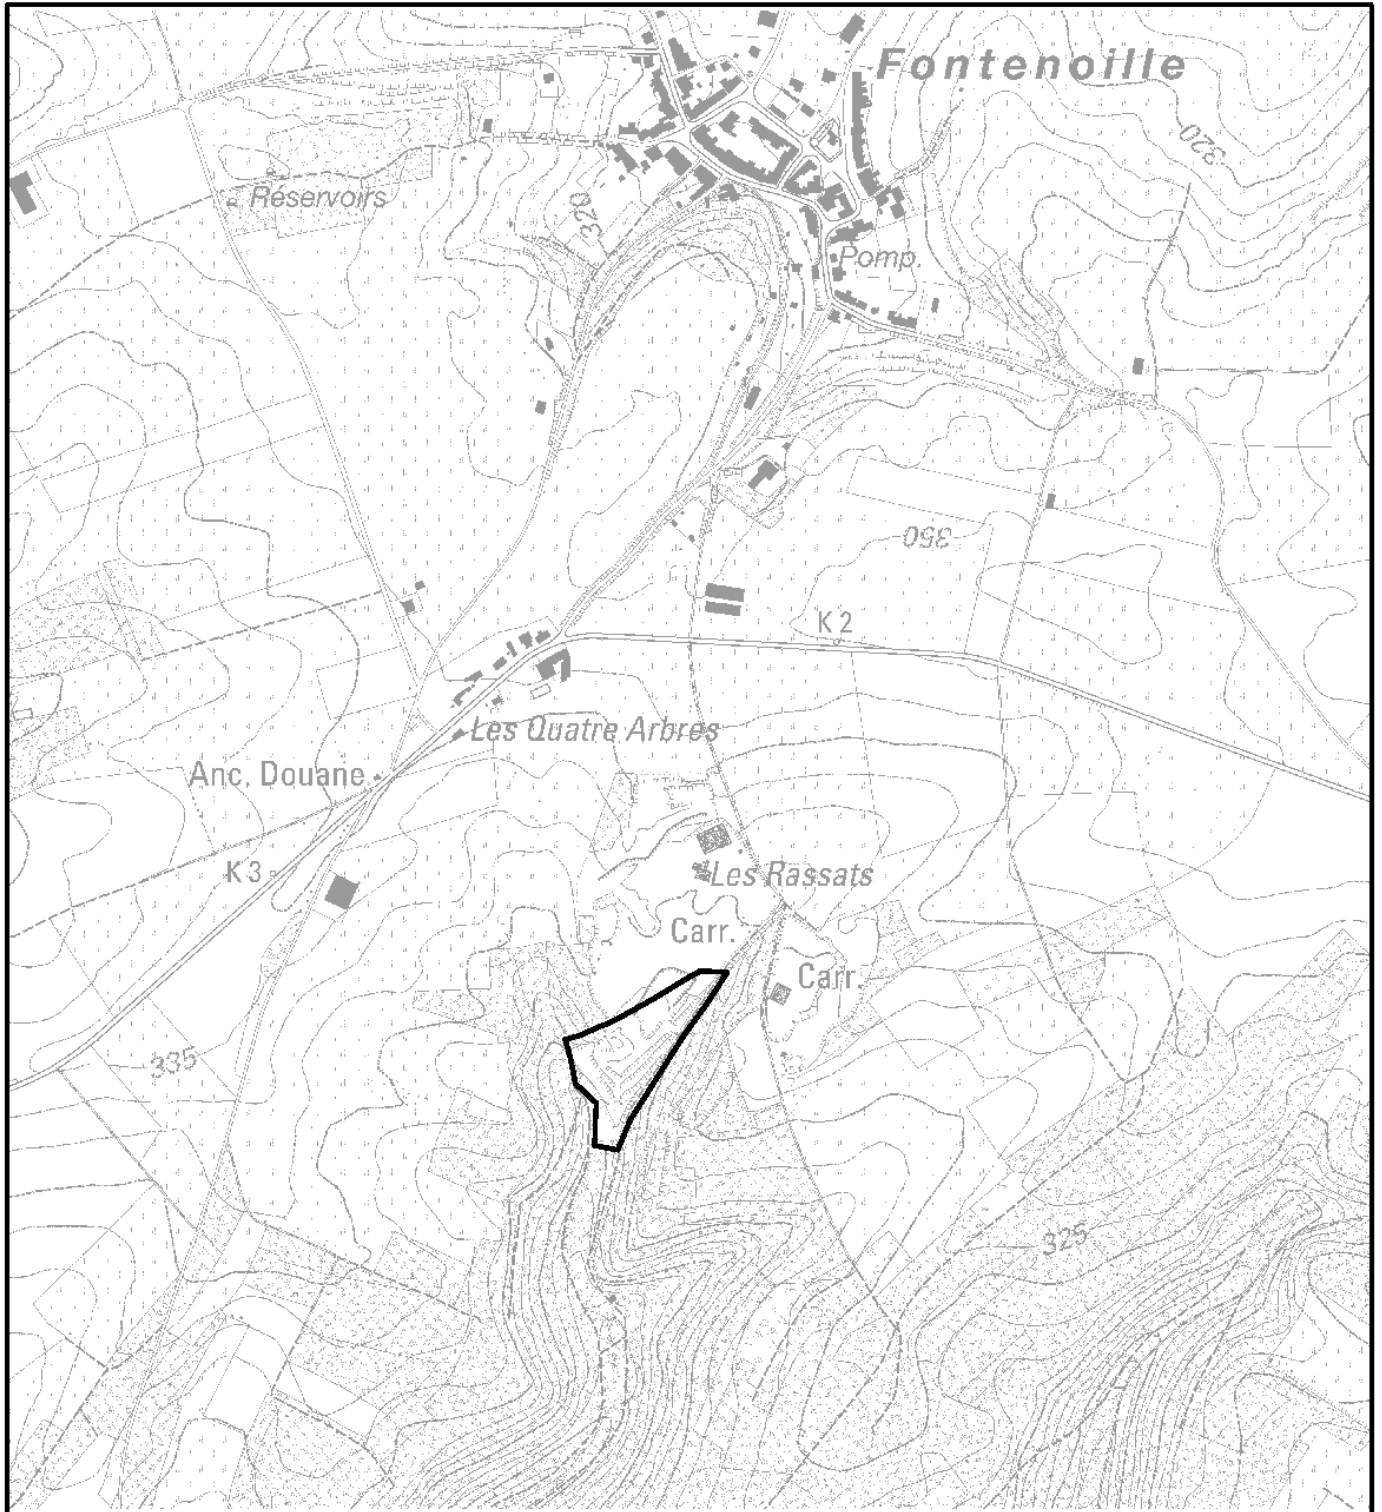 Fontenoille
320
Réservoirs
320
Pomp.
350
K 2
Les Quatre Arbres
Anc. Douane
K 3
Les Rassats
Carr.
Carr.
335
325